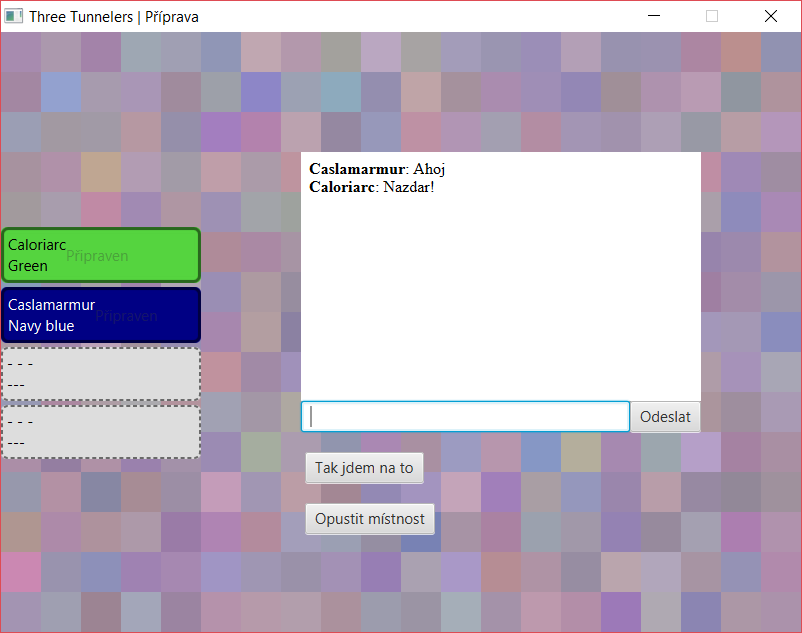 Three Tunnelers | Příprava
Caslamarmur: Ahoj
Caloriarc: Nazdar!
Caloriarc
Připraven
Green
Caslamarmur
Připraven
Navy blue
- - -
---
- - -
---
Odeslat
Tak jdem na to
Opustit místnost